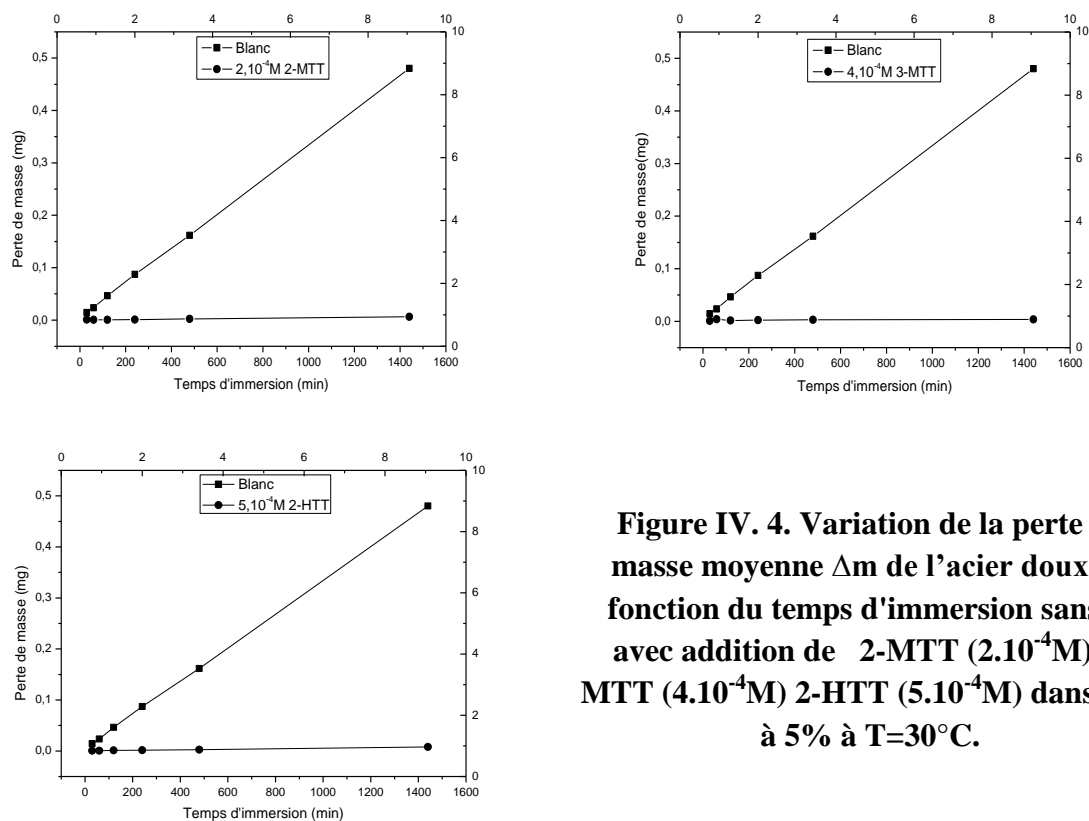 0 2 4 6 8 10
Blanc
2,10-4M 2-MTT
0,5
0,4
0,3
0,2
0,1
0,0
10
8
6
4
2
0
Perte de masse(mg)
0 200 400 600 800 1000 1200 1400 1600
Temps d'immersion (min)
0 2 4 6 8 10
Blanc
4,10-4M 3-MTT
0,5
0,4
0,3
0,2
0,1
0,0
10
8
6
4
2
0
Perte de masse(mg)
0 200 400 600 800 1000 1200 1400 1600
Temps d'immersion (min)
0 2 4 6 8 10
Blanc
5,10-4M 2-HTT
0,5
0,4
0,3
0,2
0,1
0,0
10
8
6
4
2
0
Perte de masse (mg)
0 200 400 600 800 1000 1200 1400 1600
Temps d'immersion (min)
Figure IV. 4. Variation de la perte
masse moyenne Δm de l’acier doux
fonction du temps d'immersion sans
avec addition de 2-MTT (2.10-4M)
MTT (4.10-4M) 2-HTT (5.10-4M) dans
à 5% à T=30°C.